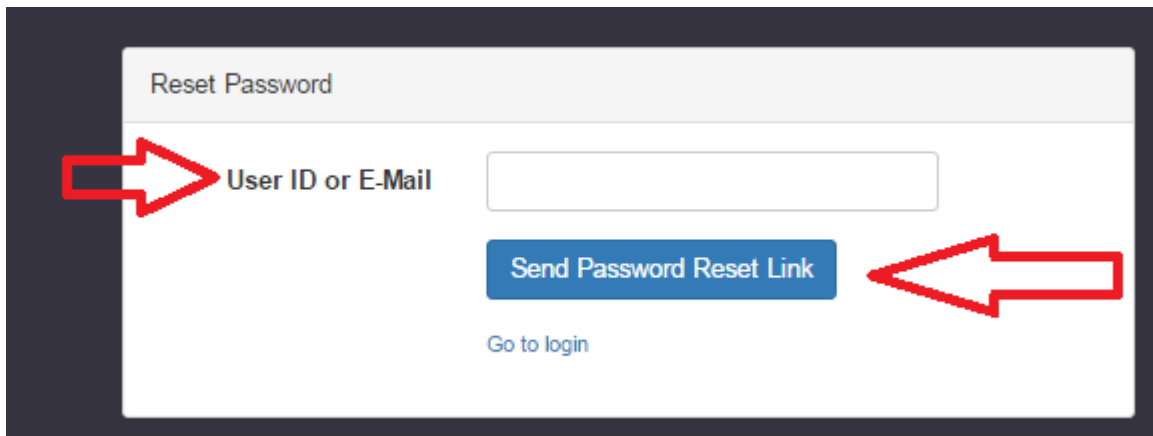 Reset Password
User ID or E-Mail
Send Password Reset Link
Go to login